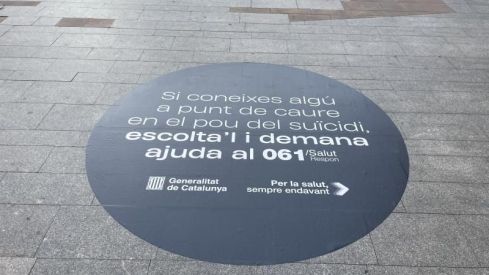 Si coneixes algú
a punt de caure
en el pou del suïcidi,
escolta'l i demana
ajuda al 061/Salut
Respon
Generalitat
de Catalunya
Per la salut,
sempre endavant